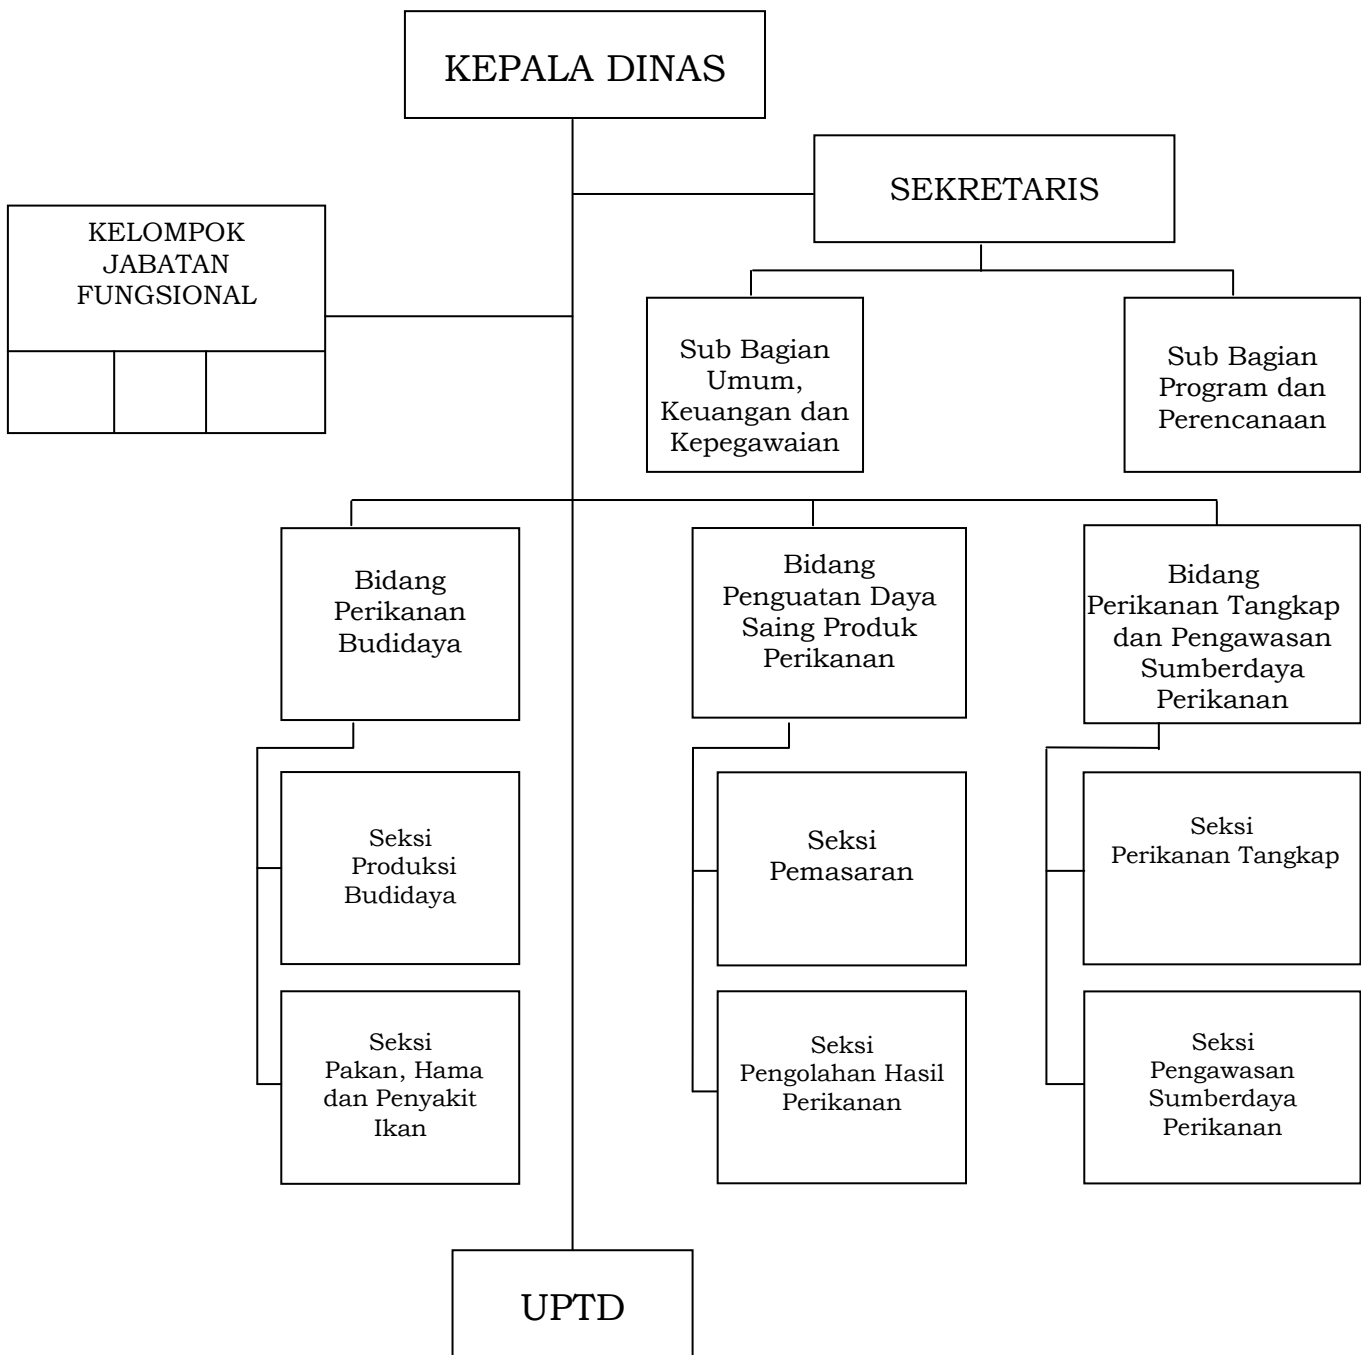 KEPALA DINAS
SEKRETARIS
KELOMPOK
JABATAN
FUNGSIONAL
Sub Bagian
Umum,
Keuangan dan
Kepegawaian
Sub Bagian
Program dan
Perencanaan
Bidang
Perikanan
Budidaya
Bidang
Penguatan Daya
Saing Produk
Perikanan
Bidang
Perikanan Tangkap
dan Pengawasan
Sumberdaya
Perikanan
Seksi
Produksi
Budidaya
Seksi
Pemasaran
Seksi
Perikanan Tangkap
Seksi
Pakan, Hama
dan Penyakit
Ikan
Seksi
Pengolahan Hasil
Perikanan
Seksi
Pengawasan
Sumberdaya
Perikanan
UPTD